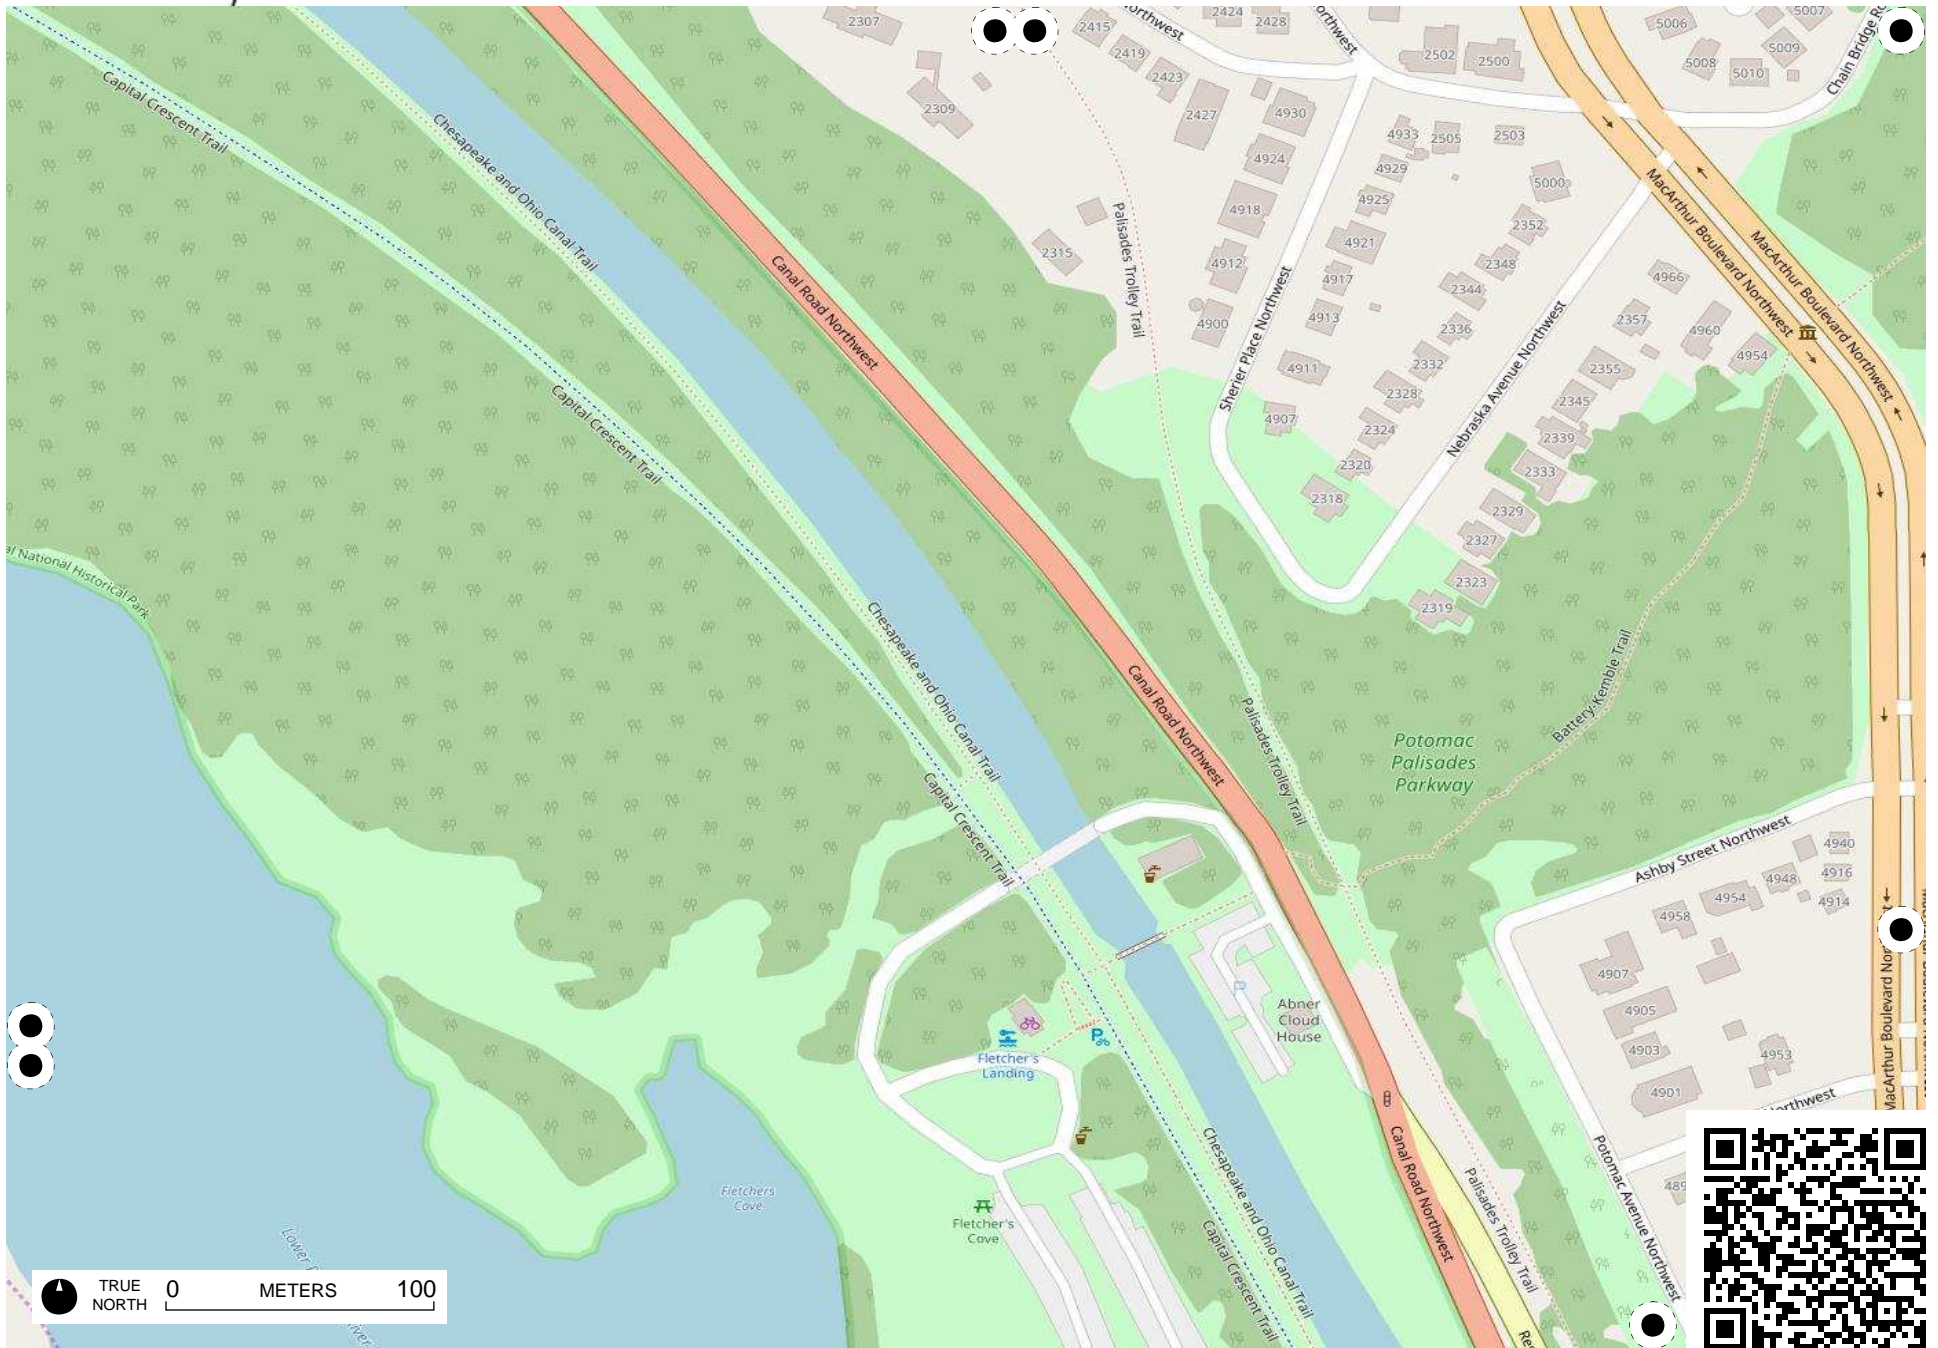 2307
2415
2424
2428
5006
5007
2419
2423
2502
2500
5008
5009
5010
2309
2427
4930
4933
2505
2503
Capital Crescent Trail
Chesapeake and Ohio Canal Trail
4924
4929
5000
MacArthur Boulevard Northwest
4918
4925
2352
MacArthur Boulevard Northwest
Palisades Trolley Trail
2315
4912
4921
2348
Canal Road Northwest
4917
2344
4966
4900
4913
2336
2357
4960
Sherier Place Northwest
Nebraska Avenue Northwest
4911
2332
2355
4954
Capital Crescent Trail
2328
2345
4907
2324
2339
2320
2333
2318
2329
2327
2323
2319
al National Historical Park
Chesapeake and Ohio Canal Trail
Canal Road Northwest
Palisades Trolley Trail
Battery Kemble Trail
Potomac
Palisades
Parkway
Capital Crescent Trail
Ashby Street Northwest
4940
4916
4948
4954
4914
4958
4907
4905
4903
4953
4901
Abner
Cloud
House
P
P
Fletcher's
Landing
MacArthur Boulevard Nor
orthwest
Canal Road Northwest
Palisades Trolley Trail
Potomac Avenue Northwest
489
Chesapeake and Ohio Canal Trail
Capital Crescent Trail
Fletchers
Cove
Fletcher's
Cove
TRUE
NORTH
0 METERS 100